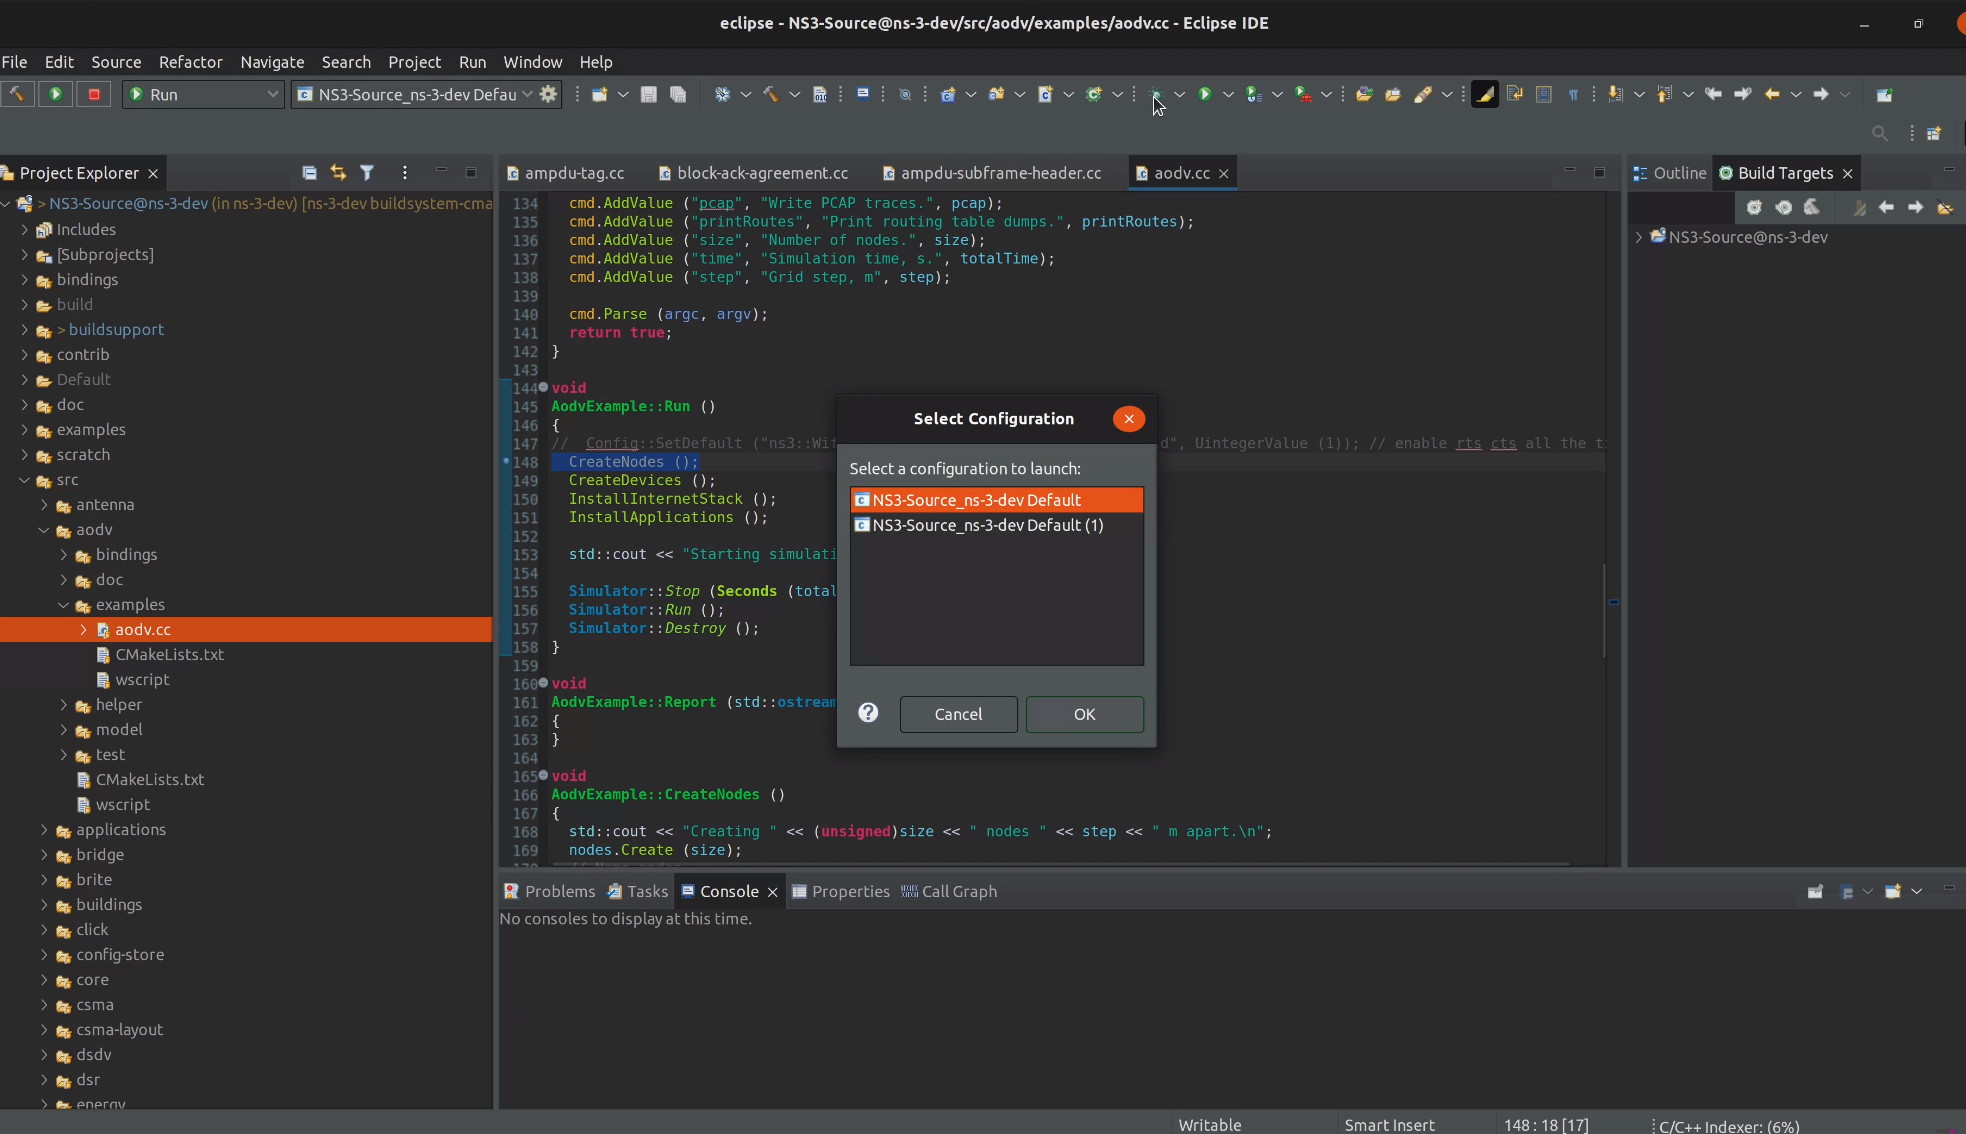 eclipse - NS3-Source@ns-3-dev/src/aodv/examples/aodv.cc - Eclipse IDE
File Edit Source Refactor Navigate Search Project Run Window Help
Run NS3-Source_ns-3-dev Defau
Project Explorer
> NS3-Source@ns-3-dev (in ns-3-dev) [ns-3-dev buildsystem-cma
Includes
[Subprojects]
bindings
build
> buildsupport
contrib
Default
doc
examples
scratch
src
antenna
aodv
bindings
doc
examples
aodv.cc
CMakeLists.txt
wscript
helper
model
test
CMakeLists.txt
wscript
applications
bridge
brite
buildings
click
config-store
core
csma
csma-layout
dsdv
dsr
energy
ampdu-tag.cc block-ack-agreement.cc ampdu-subframe-header.cc aodv.cc
134 cmd.AddValue ("pcap", "Write PCAP traces.", pcap);
135 cmd.AddValue ("printRoutes", "Print routing table dumps.", printRoutes);
136 cmd.AddValue ("size", "Number of nodes.", size);
137 cmd.AddValue ("time", "Simulation time, s.", totalTime);
138 cmd.AddValue ("step", "Grid step, m", step);
139
140 cmd.Parse (argc, argv);
141 return true;
142 }
143
144 void
145 AodvExample::Run ()
146 {
147 // Config::SetDefault ("ns3::Wif d", UintegerValue (1)); // enable rts cts all the t
148 CreateNodes ();
149 CreateDevices ();
150 InstallInternetStack ();
151 InstallApplications ();
152
153 std::cout << "Starting simulati
154
155 Simulator::Stop (Seconds (total
156 Simulator::Run ();
157 Simulator::Destroy ();
158 }
159
160 void
161 AodvExample::Report (std::ostream
162 {
163 }
164
165 void
166 AodvExample::CreateNodes ()
167 {
168 std::cout << "Creating " << (unsigned)size << " nodes " << step << " m apart.\n";
169 nodes.Create (size);
Select Configuration
Select a configuration to launch:
NS3-Source_ns-3-dev Default
NS3-Source_ns-3-dev Default (1)
Cancel OK
Outline Build Targets
NS3-Source@ns-3-dev
Problems Tasks Console Properties Call Graph
No consoles to display at this time.
Writable Smart Insert 148 : 18 [17] C/C++ Indexer: (6%)